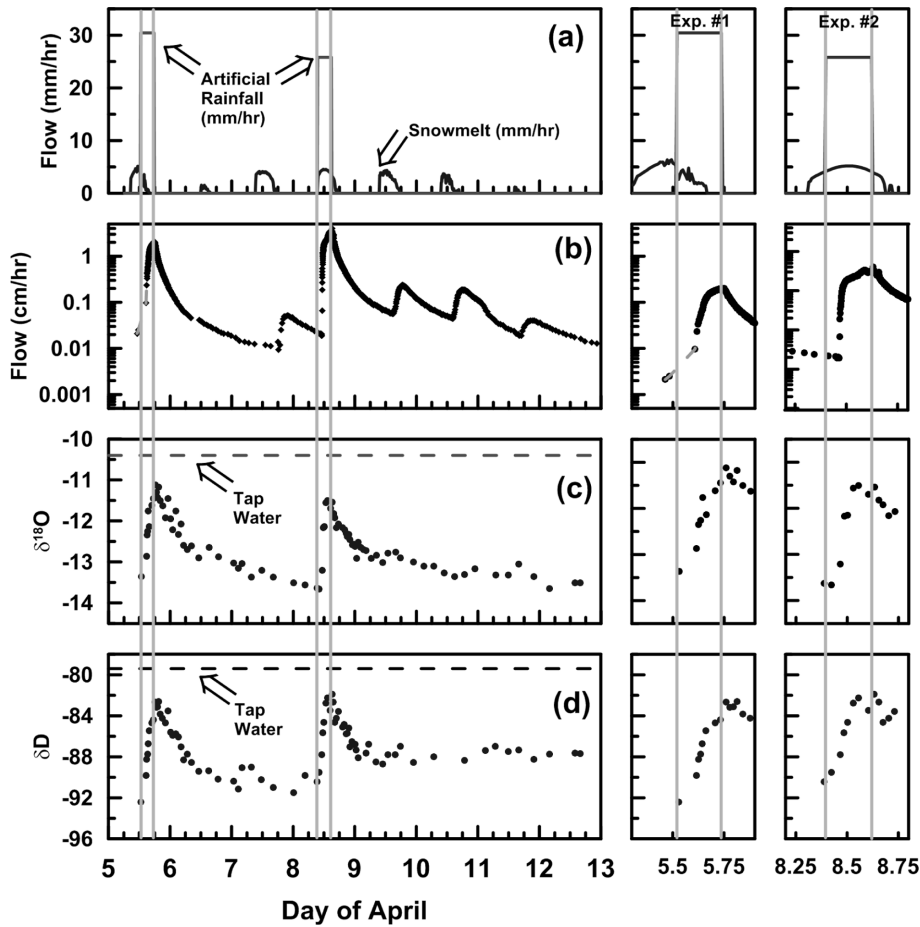 Exp. #1
Exp. #2
(a)
Flow (mm/hr)
30
25
20
15
10
5
0
Artificial
Rainfall
(mm/hr)
Snowmelt (mm/hr)
(b)
Flow (cm/hr)
1
0.1
0.01
0.001
(c)
δ18O
-10
-11
-12
-13
-14
Tap
Water
(d)
δD
-80
-84
-88
-92
-96
Tap
Water
5 6 7 8 9 10 11 12 13
5.5 5.75
8.25 8.5 8.75
Day of April